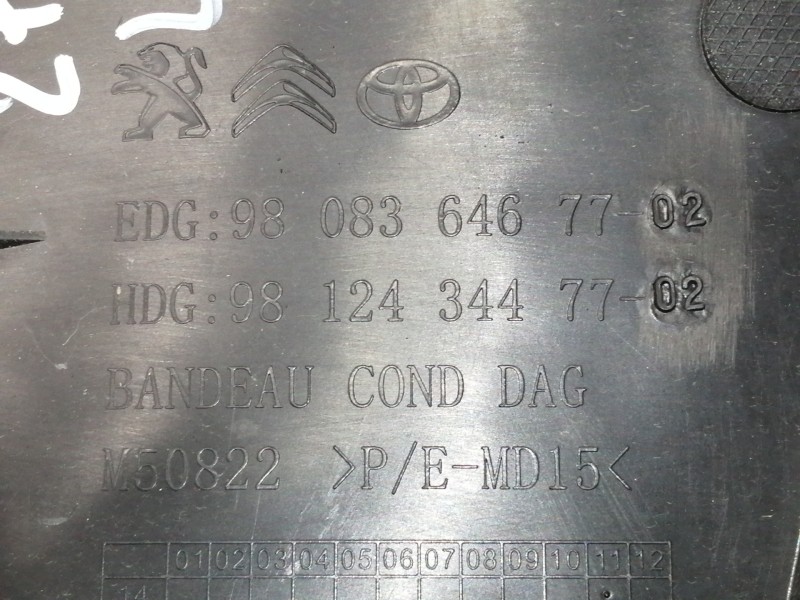 EDG:98 083 646 77-02
HDG:98 124 344 77-02
BANDEAU COND DAG
M50822 >P/E-MD15<
01 02 03 04 05 06 07 08 09 10 11 12
14